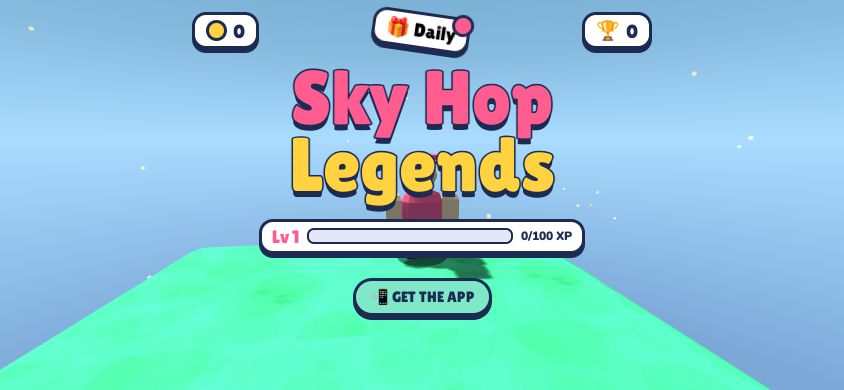 0
Daily
0
Sky Hop
Legends
Lv 1
0/100 XP
GET THE APP